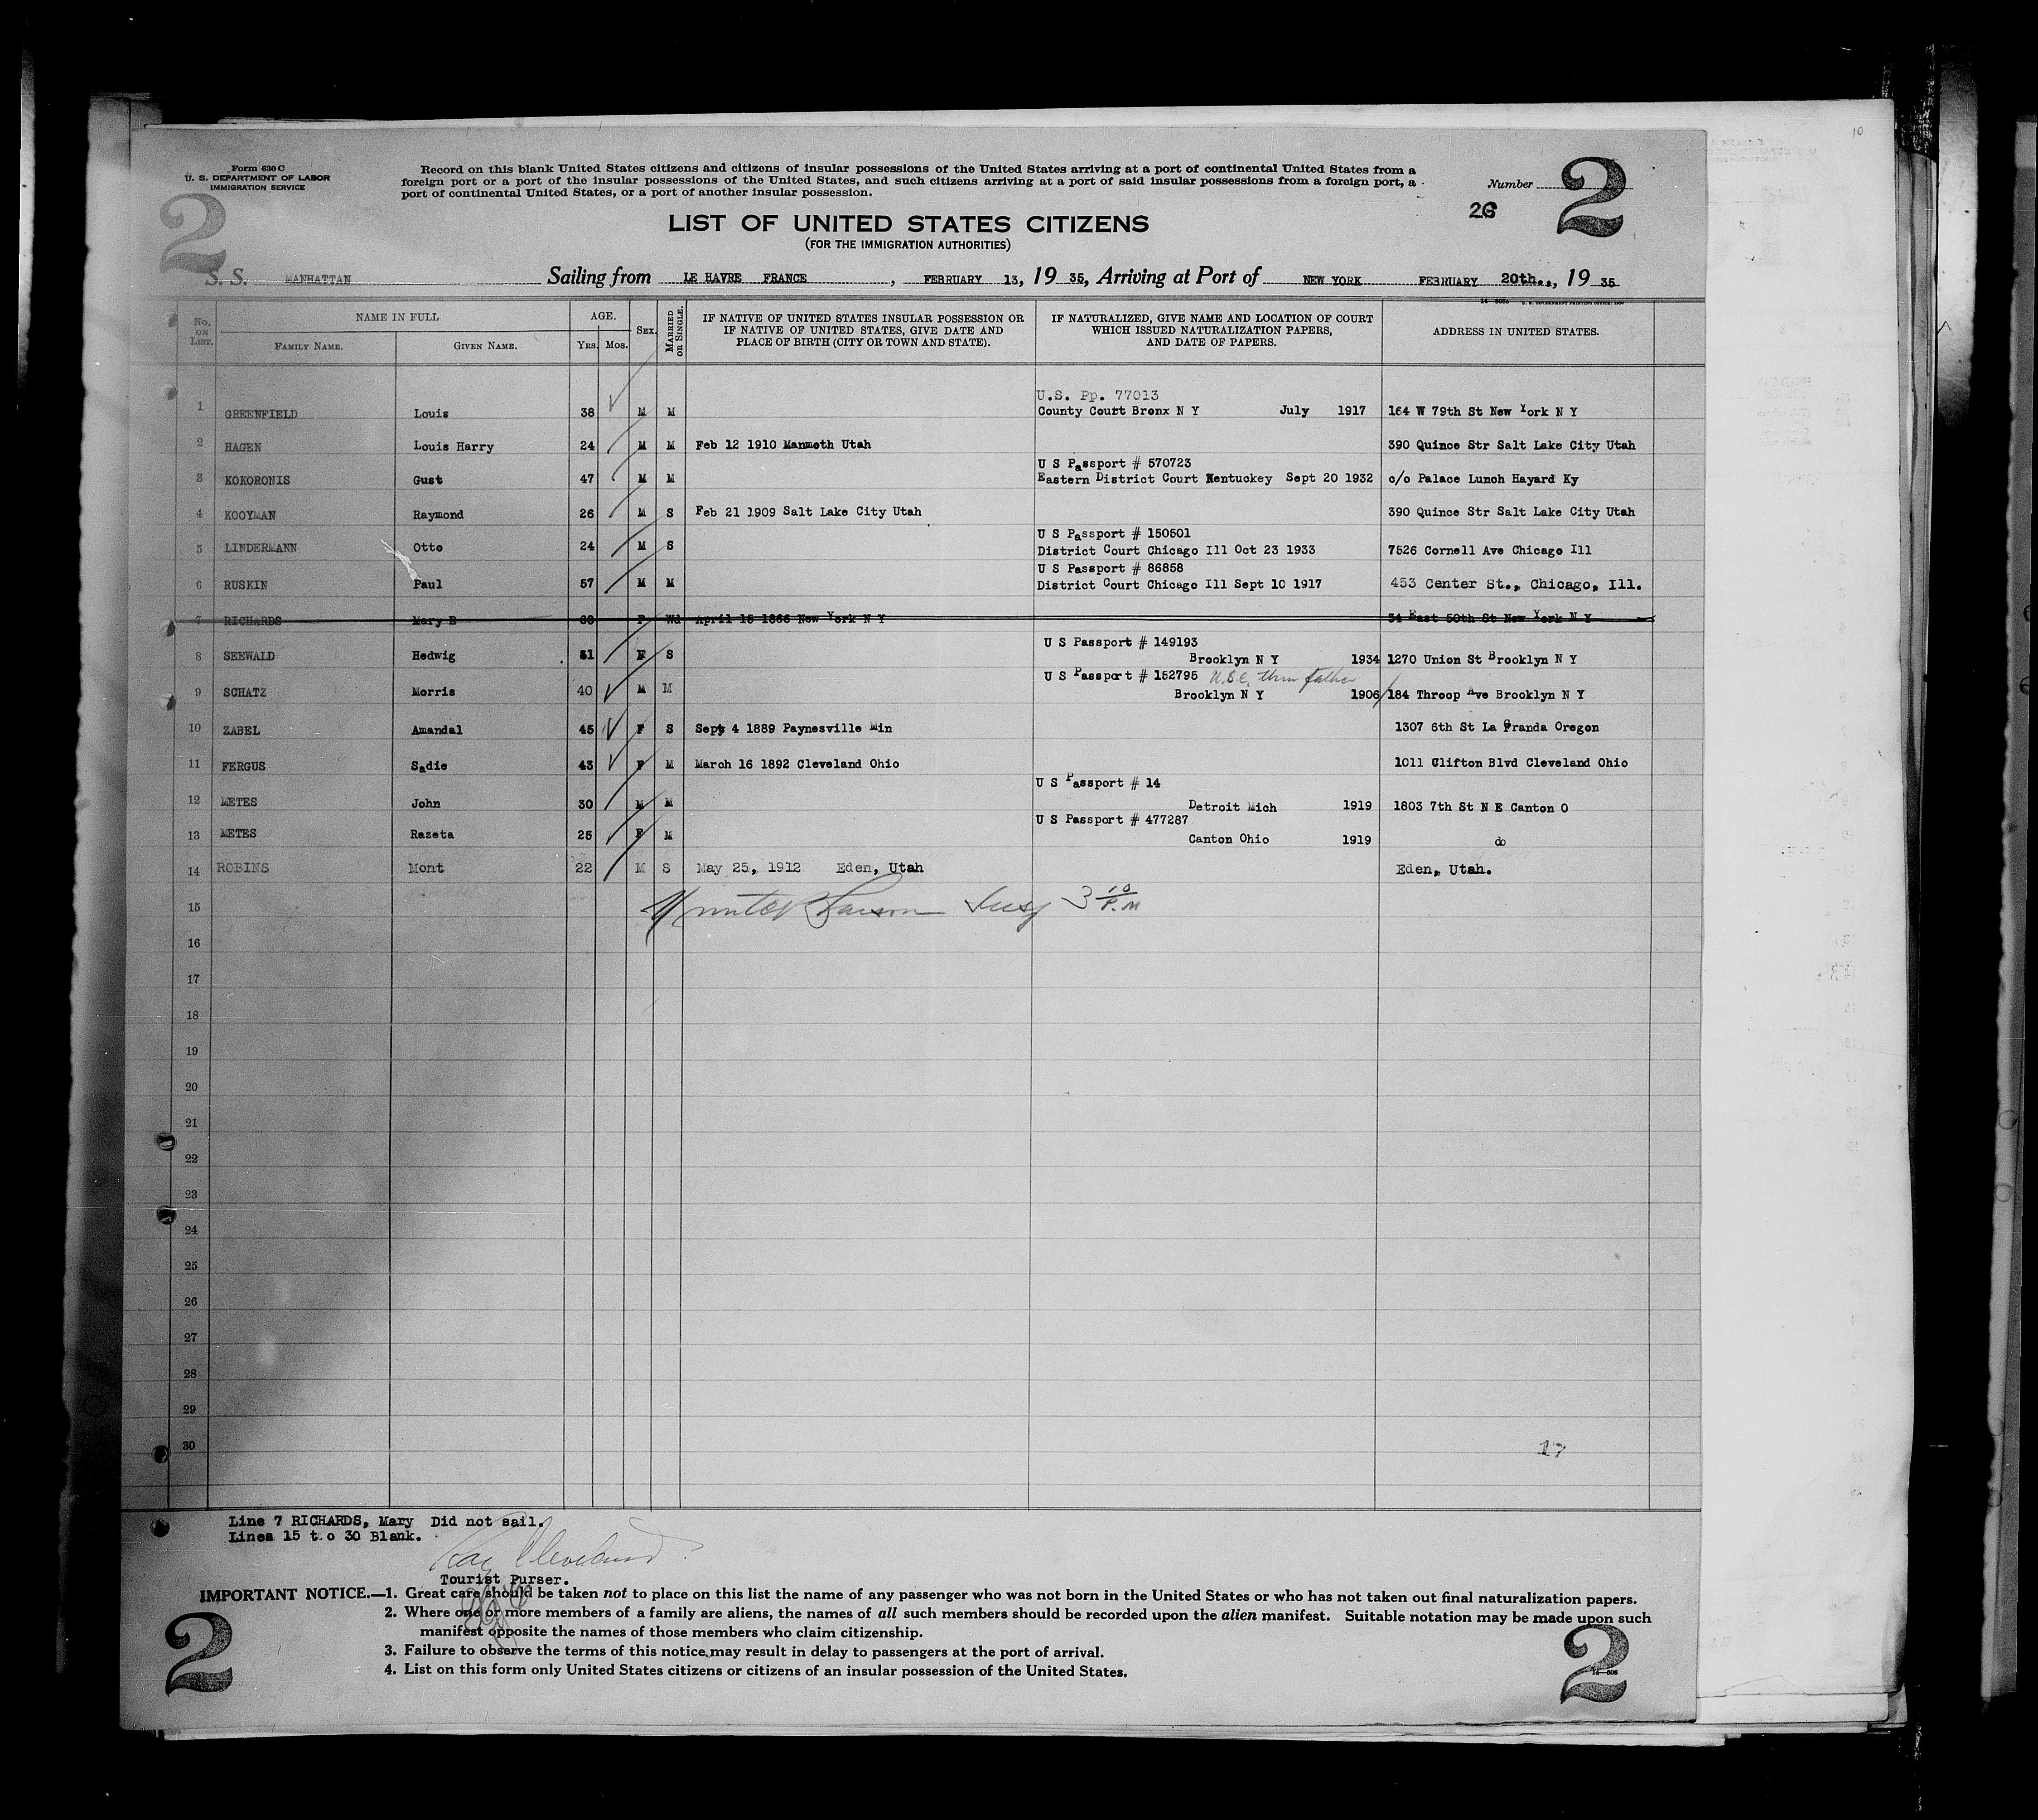 10
Form 630 C
U. S. DEPARTMENT OF LABOR
IMMIGRATION SERVICE
Record on this blank United States citizens and citizens of insular possessions of the United States arriving at a port of continental United States from a
foreign port or a port of the insular possessions of the United States, and such citizens arriving at a port of said insular possessions from a foreign port, a
port of continental United States, or a port of another insular possession.
Number 2
26
2
LIST OF UNITED STATES CITIZENS
(FOR THE IMMIGRATION AUTHORITIES)
S. S. MANHATTAN Sailing from LE HAVRE FRANCE, FEBRUARY 13, 19 35, Arriving at Port of NEW YORK FEBRUARY 20th., 19 35
No. ON LIST. NAME IN FULL AGE. SEX. MARRIED OR SINGLE. IF NATIVE OF UNITED STATES INSULAR POSSESSION OR IF NATIVE OF UNITED STATES, GIVE DATE AND PLACE OF BIRTH (CITY OR TOWN AND STATE). IF NATURALIZED, GIVE NAME AND LOCATION OF COURT WHICH ISSUED NATURALIZATION PAPERS, AND DATE OF PAPERS. ADDRESS IN UNITED STATES.
FAMILY NAME. GIVEN NAME. YRS. MOS.
U.S. Pp. 77013
1 GREENFIELD Louis 38 M M County Court Bronx N Y July 1917 164 W 79th St New York N Y
2 HAGEN Louis Harry 24 M M Feb 12 1910 Manmoth Utah 390 Quince Str Salt Lake City Utah
U S Passport # 570723
3 KOKORONIS Gust 47 M M Eastern District Court Kentuckey Sept 20 1932 c/o Palace Lunch Hayard Ky
4 KOOYMAN Raymond 26 M S Feb 21 1909 Salt Lake City Utah 390 Quince Str Salt Lake City Utah
U S Passport # 150501
5 LINDERMANN Otto 24 M S District Court Chicago Ill Oct 23 1933 7526 Cornell Ave Chicago Ill
U S Passport # 86858
6 RUSKIN Paul 57 M M District Court Chicago Ill Sept 10 1917 453 Center St., Chicago, Ill.
7 RICHARDS Mary E F Wd April 15 1866 New York N Y 34 East 50th St New York N Y
U S Passport # 149193
8 SEEWALD Hedwig 31 F S Brooklyn N Y 1934 1270 Union St Brooklyn N Y
U S Passport # 152795 U.S.C. thru father
9 SCHATZ Morris 40 M M Brooklyn N Y 1906 184 Throop Ave Brooklyn N Y
10 ZABEL Amandal 45 F S Sept 4 1889 Paynesville Min 1307 6th St La Granda Oregon
11 FERGUS Sadie 43 F M March 16 1892 Cleveland Ohio 1011 Clifton Blvd Cleveland Ohio
U S Passport # 14
12 METES John 30 M M Detroit Mich 1919 1803 7th St N E Canton O
U S Passport # 477287
13 METES Razeta 25 F M Canton Ohio 1919 do
14 ROBINS Mont 22 M S May 25, 1912 Eden, Utah Eden, Utah.
15 Insp 3 10 P.M
16
17
18
19
20
21
22
23
24
25
26
27
28
29
30
17
Line 7 RICHARDS, Mary Did not sail.
Lines 15 t.o 30 Blank.
Kay Cleveland
Tourist Purser.
IMPORTANT NOTICE.—1. Great care should be taken not to place on this list the name of any passenger who was not born in the United States or who has not taken out final naturalization papers.
2. Where one or more members of a family are aliens, the names of all such members should be recorded upon the alien manifest. Suitable notation may be made upon such
manifest opposite the names of those members who claim citizenship.
3. Failure to observe the terms of this notice may result in delay to passengers at the port of arrival.
4. List on this form only United States citizens or citizens of an insular possession of the United States.
2
2